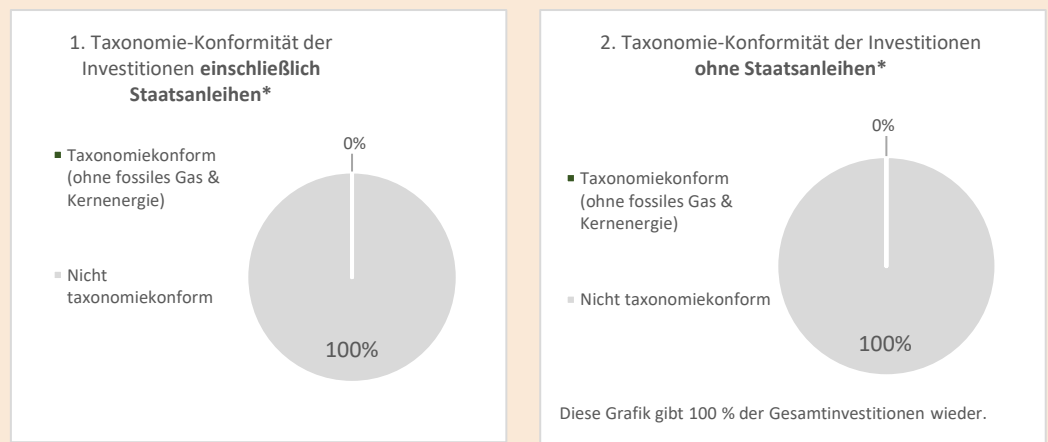 1. Taxonomie-Konformität der
Investitionen einschließlich
Staatsanleihen*
0%
Taxonomiekonform
(ohne fossiles Gas &
Kernenergie)
Nicht
taxonomiekonform
100%
2. Taxonomie-Konformität der Investitionen
ohne Staatsanleihen*
0%
Taxonomiekonform
(ohne fossiles Gas &
Kernenergie)
Nicht taxonomiekonform
100%
Diese Grafik gibt 100 % der Gesamtinvestitionen wieder.